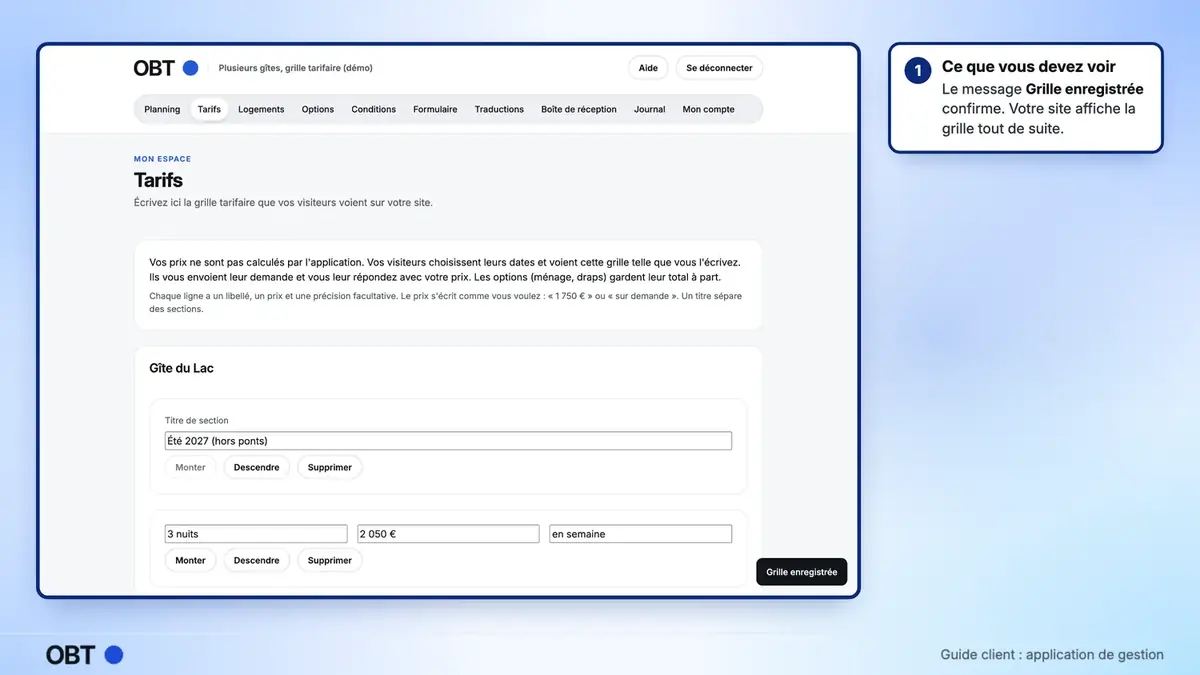 OBT
Plusieurs gîtes, grille tarifaire (démo)
Aide
Se déconnecter
Planning
Tarifs
Logements
Options
Conditions
Formulaire
Traductions
Boîte de réception
Journal
Mon compte
MON ESPACE
Tarifs
Écrivez ici la grille tarifaire que vos visiteurs voient sur votre site.
Vos prix ne sont pas calculés par l'application. Vos visiteurs choisissent leurs dates et voient cette grille telle que vous l'écrivez.
Ils vous envoient leur demande et vous leur répondez avec votre prix. Les options (ménage, draps) gardent leur total à part.
Chaque ligne a un libellé, un prix et une précision facultative. Le prix s'écrit comme vous voulez : « 1 750 € » ou « sur demande ». Un titre sépare
des sections.
Gîte du Lac
Titre de section
Été 2027 (hors ponts)
Monter
Descendre
Supprimer
3 nuits
2 050 €
en semaine
Monter
Descendre
Supprimer
Grille enregistrée
1
Ce que vous devez voir
Le message Grille enregistrée
confirme. Votre site affiche la
grille tout de suite.
OBT
Guide client : application de gestion